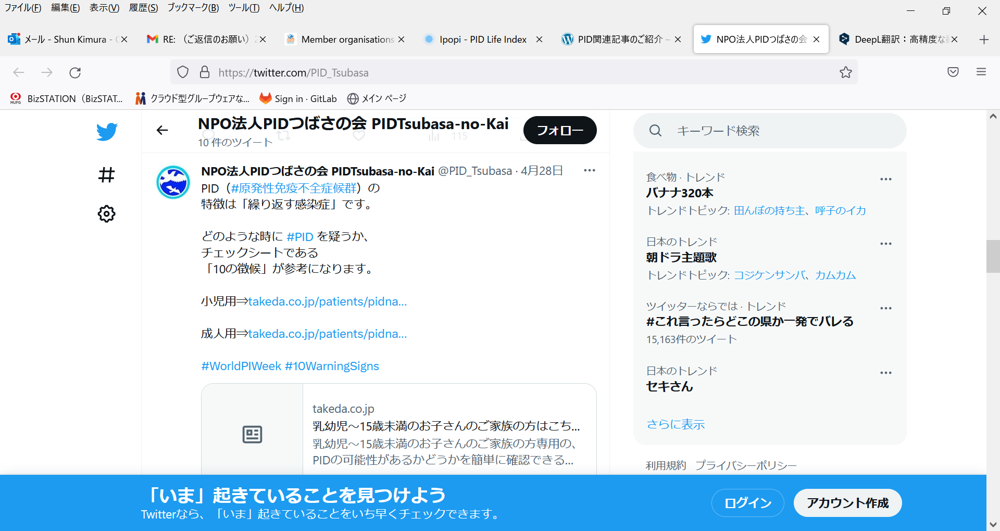 ファイル(F) 編集(E) 表示(V) 履歴(S) ブックマーク(B) ツール(T) ヘルプ(H)
メール - Shun Kimura -
RE: （ご返信のお願い）
Member organisations
Ipopi - PID Life Index
PID関連記事のご紹介 –
NPO法人PIDつばさの会
DeepL翻訳：高精度な
https://twitter.com/PID_Tsubasa
MUFG
BizSTATION（BizSTAT...
クラウド型グループウェアな...
Sign in · GitLab
メイン ページ
NPO法人PIDつばさの会 PIDTsubasa-no-Kai
10 件のツイート
115
フォロー
NPO法人PIDつばさの会 PIDTsubasa-no-Kai @PID_Tsubasa · 4月28日
PID（#原発性免疫不全症候群）の
特徴は「繰り返す感染症」です。
どのような時に #PID を疑うか、
チェックシートである
「10の徴候」が参考になります。
小児用⇒takeda.co.jp/patients/pidna...
成人用⇒takeda.co.jp/patients/pidna...
#WorldPIWeek #10WarningSigns
takeda.co.jp
乳幼児～15歳未満のお子さんのご家族の方はこち...
乳幼児～15歳未満のお子さんのご家族の方専用の、
PIDの可能性があるかどうかを簡単に確認できる...
キーワード検索
食べ物 · トレンド
バナナ320本
トレンドトピック: 田んぼの持ち主、呼子のイカ
日本のトレンド
朝ドラ主題歌
トレンドトピック: コジケンサンバ、カムカム
ツイッターならでは · トレンド
#これ言ったらどこの県か一発でバレる
15,163件のツイート
日本のトレンド
セキさん
さらに表示
利用規約 プライバシーポリシー
「いま」起きていることを見つけよう
Twitterなら、「いま」起きていることをいち早くチェックできます。
ログイン
アカウント作成